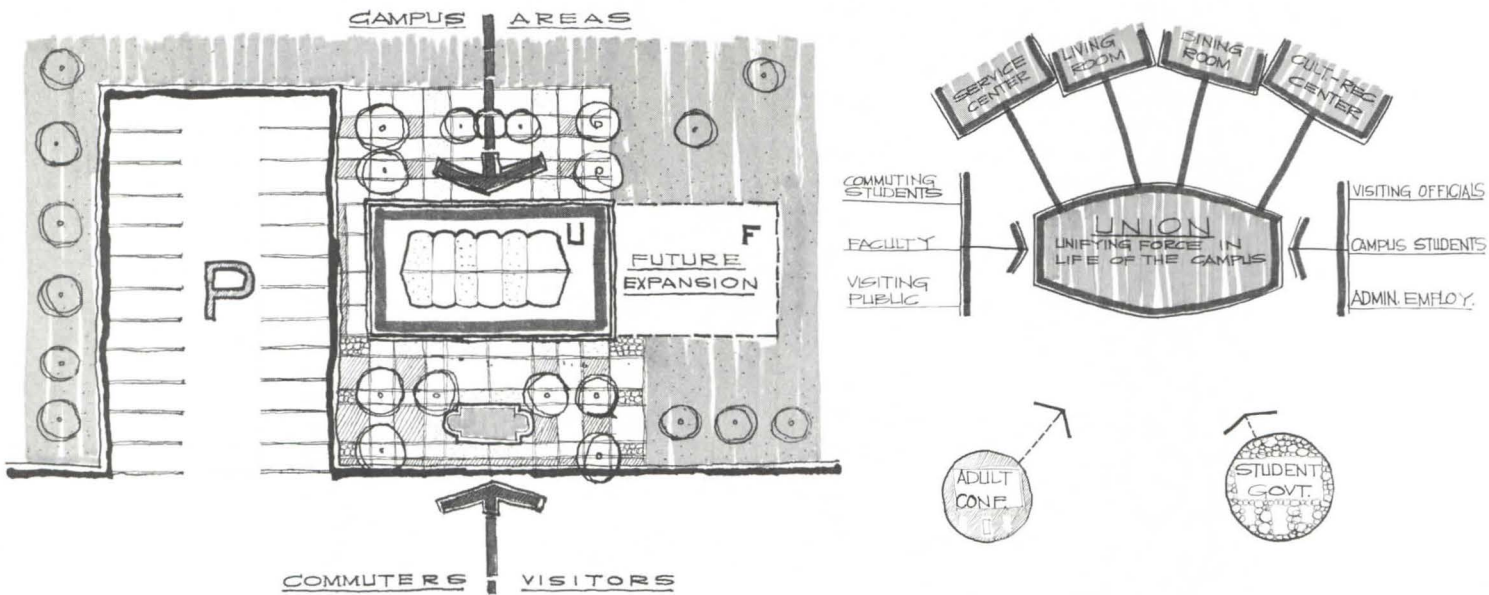 CAMPUS AREAS
P
U
F
FUTURE
EXPANSION
COMMUTERS VISITORS
SERVICE
CENTER
LIVING
ROOM
DINING
ROOM
CULT-REC
CENTER
COMMUTING
STUDENTS
FACULTY
VISITING
PUBLIC
UNION
UNIFYING FORCE IN
LIFE OF THE CAMPUS
VISITING OFFICIALS
CAMPUS STUDENTS
ADMIN. EMPLOY.
ADULT
CONF.
STUDENT
GOVT.